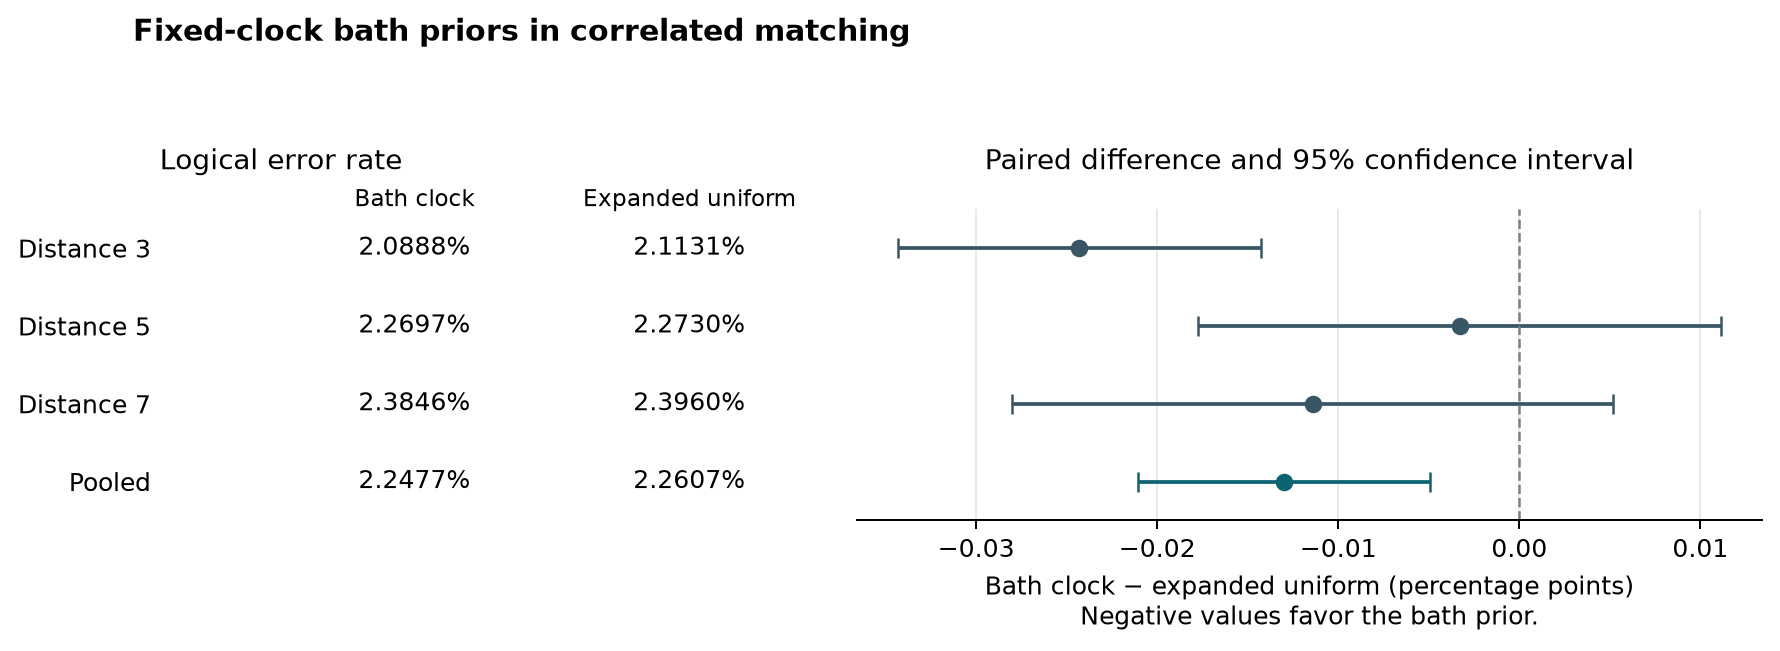 Fixed-clock bath priors in correlated matching
Logical error rate
Bath clock Expanded uniform
Distance 3 2.0888% 2.1131%
Distance 5 2.2697% 2.2730%
Distance 7 2.3846% 2.3960%
Pooled 2.2477% 2.2607%
Paired difference and 95% confidence interval
−0.03 −0.02 −0.01 0.00 0.01
Bath clock − expanded uniform (percentage points)
Negative values favor the bath prior.